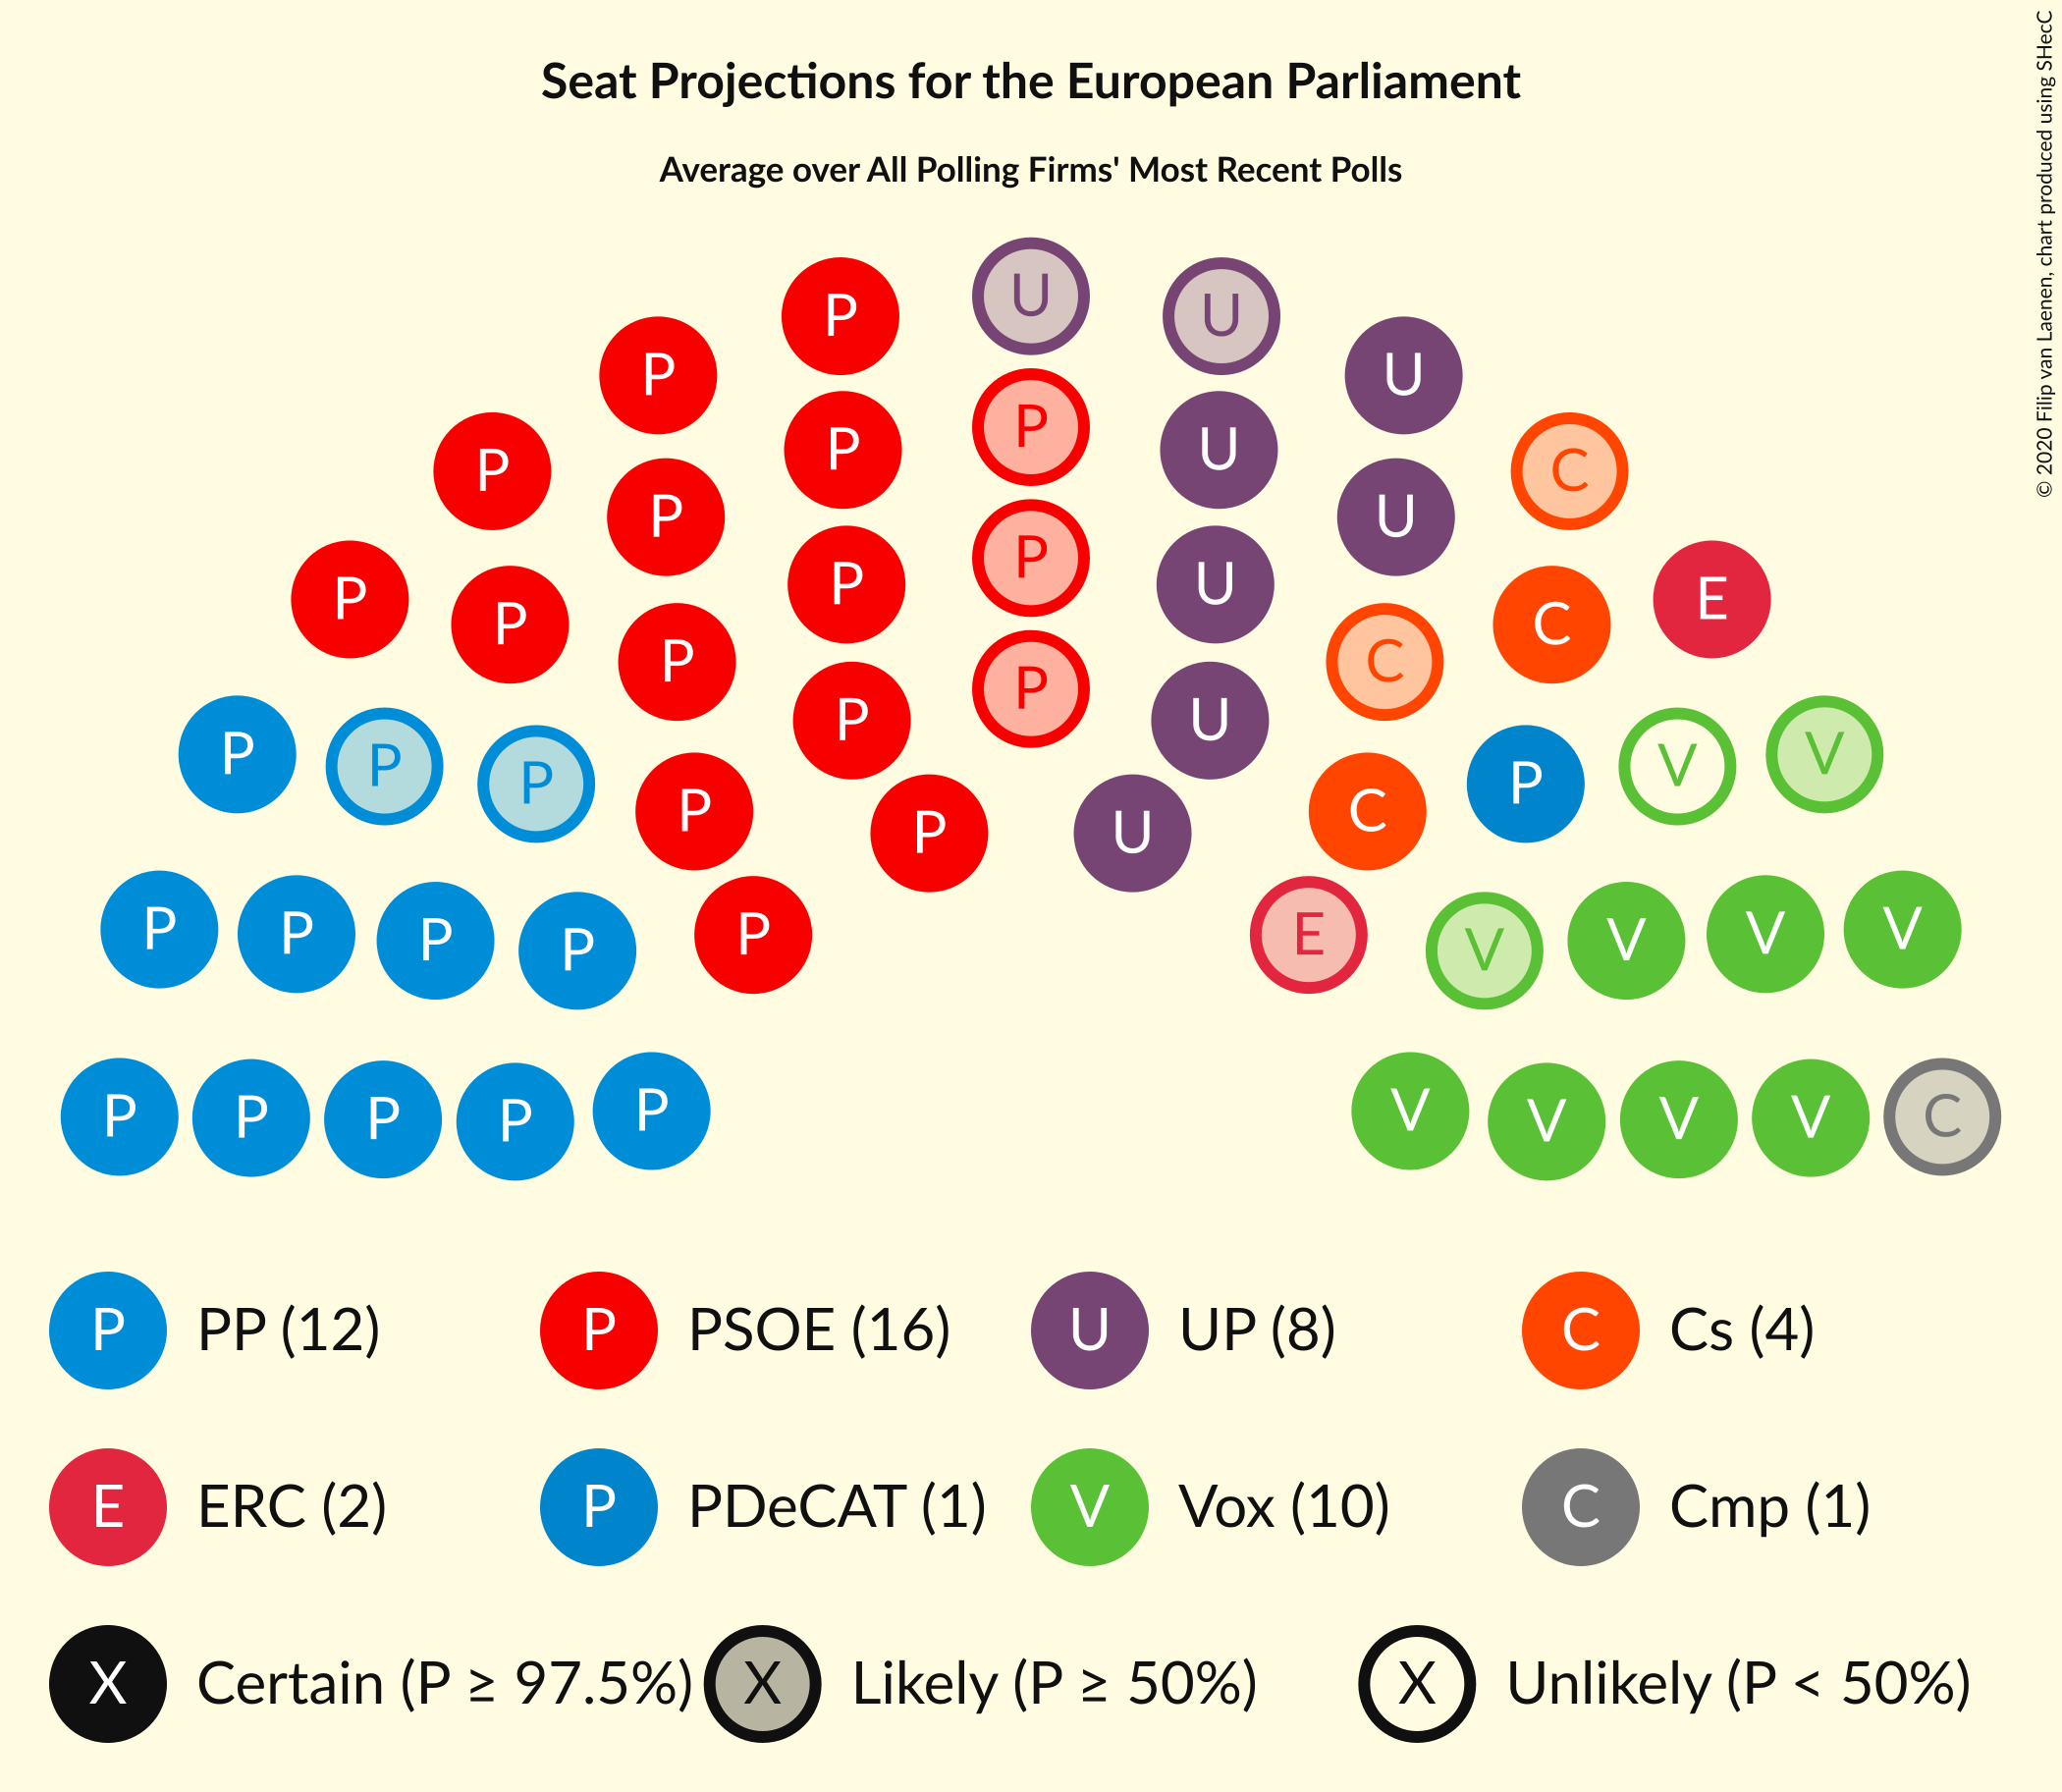 Seat Projections for the European Parliament
Average over All Polling Firms' Most Recent Polls
© 2020 Filip van Laenen, chart produced using SHecC
U
P U U
P P U
P P P U C
P P U
P P P U E
P P C C
P P U
P P P P P V V
P P U C
P P P P P E V V V V
P P P P P V V V V C
P PP (12) P PSOE (16) U UP (8) C Cs (4)
E ERC (2) P PDeCAT (1) V Vox (10) C Cmp (1)
X Certain (P ≥ 97.5%) X Likely (P ≥ 50%) X Unlikely (P < 50%)